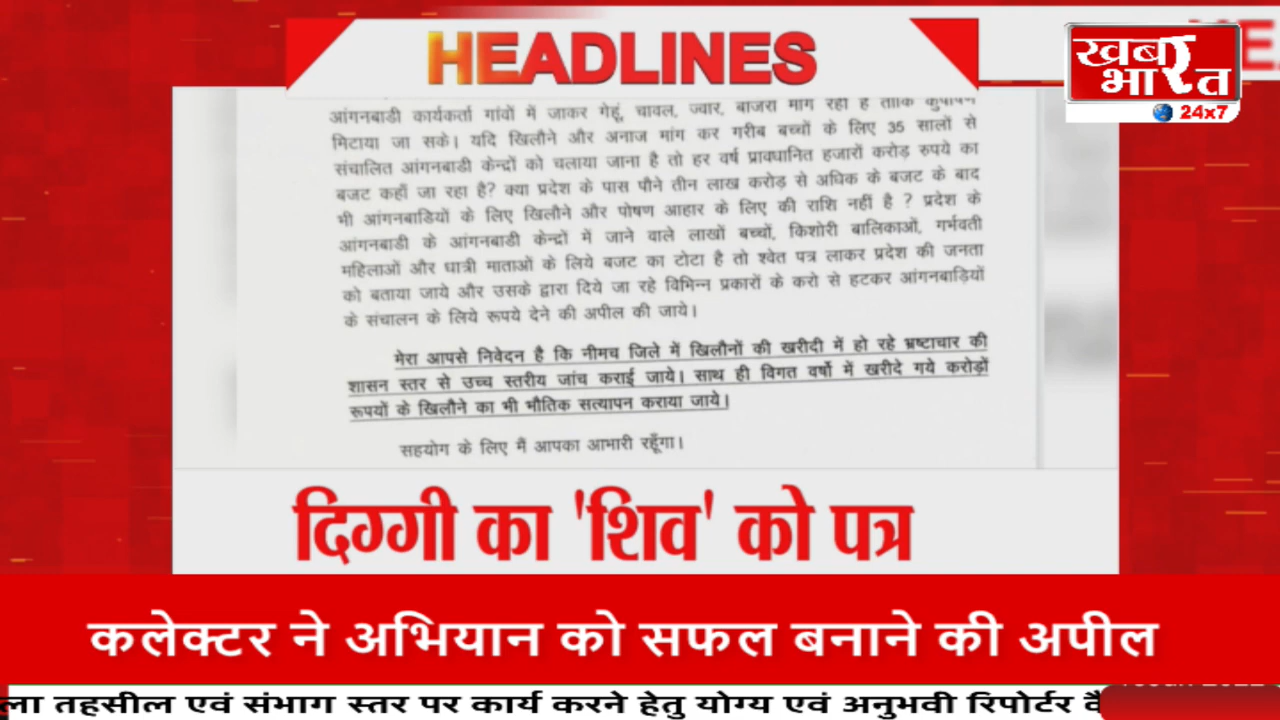 HEADLINES
खबर
भारत
24x7
आंगनबाडी कार्यकर्ता गांवों में जाकर गेहूं, चावल, ज्वार, बाजरा मांग रही है ताकि कुपोषण
मिटाया जा सके। यदि खिलौने और अनाज मांग कर गरीब बच्चों के लिए 35 सालों से
संचालित आंगनबाडी केन्द्रों को चलाया जाना है तो हर वर्ष प्रावधानित हजारों करोड़ रुपये का
बजट कहाँ जा रहा है? क्या प्रदेश के पास पौने तीन लाख करोड़ से अधिक के बजट के बाद
भी आंगनबाडियों के लिए खिलौने और पोषण आहार के लिए की राशि नहीं है ? प्रदेश के
आंगनबाडी के आंगनबाडी केन्द्रों में जाने वाले लाखों बच्चों, किशोरी बालिकाओं, गर्भवती
महिलाओं और धात्री माताओं के लिये बजट का टोटा है तो श्वेत पत्र लाकर प्रदेश की जनता
को बताया जाये और उसके द्वारा दिये जा रहे विभिन्न प्रकारों के करो से हटकर आंगनबाड़ियों
के संचालन के लिये रूपये देने की अपील की जाये।
मेरा आपसे निवेदन है कि नीमच जिले में खिलौनों की खरीदी में हो रहे भ्रष्टाचार की
शासन स्तर से उच्च स्तरीय जांच कराई जाये। साथ ही विगत वर्षो में खरीदे गये करोड़ों
रूपयों के खिलौने का भी भौतिक सत्यापन कराया जाये।
सहयोग के लिए मैं आपका आभारी रहूँगा।
दिग्गी का 'शिव' को पत्र
कलेक्टर ने अभियान को सफल बनाने की अपील
ला तहसील एवं संभाग स्तर पर कार्य करने हेतु योग्य एवं अनुभवी रिपोर्टर